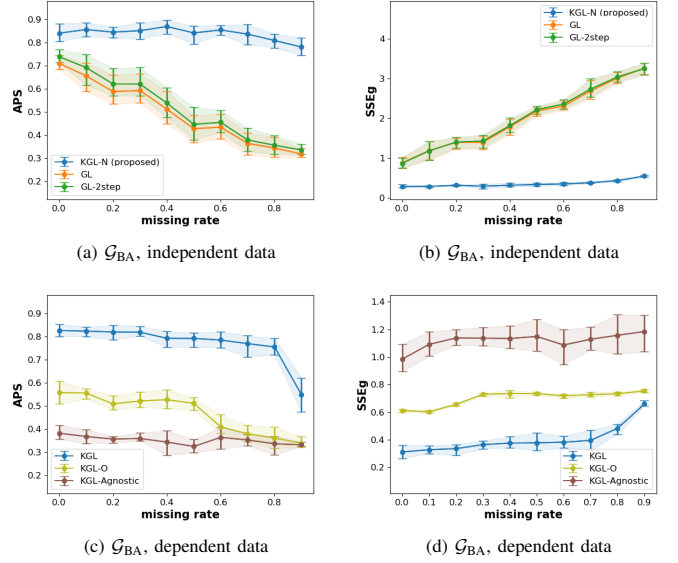 0.9
0.8
0.7
0.6
0.5
0.4
0.3
0.2
APS
KGL-N (proposed)
GL
GL-2step
0.0 0.2 0.4 0.6 0.8
missing rate
(a) 𝒢BA, independent data
4
3
2
1
0
SSEg
KGL-N (proposed)
GL
GL-2step
0.0 0.2 0.4 0.6 0.8
missing rate
(b) 𝒢BA, independent data
0.9
0.8
0.7
0.6
0.5
0.4
0.3
0.2
APS
KGL
KGL-O
KGL-Agnostic
0.0 0.2 0.4 0.6 0.8
missing rate
(c) 𝒢BA, dependent data
1.4
1.2
1.0
0.8
0.6
0.4
0.2
SSEg
KGL
KGL-O
KGL-Agnostic
0.0 0.1 0.2 0.3 0.4 0.5 0.6 0.7 0.8 0.9
missing rate
(d) 𝒢BA, dependent data